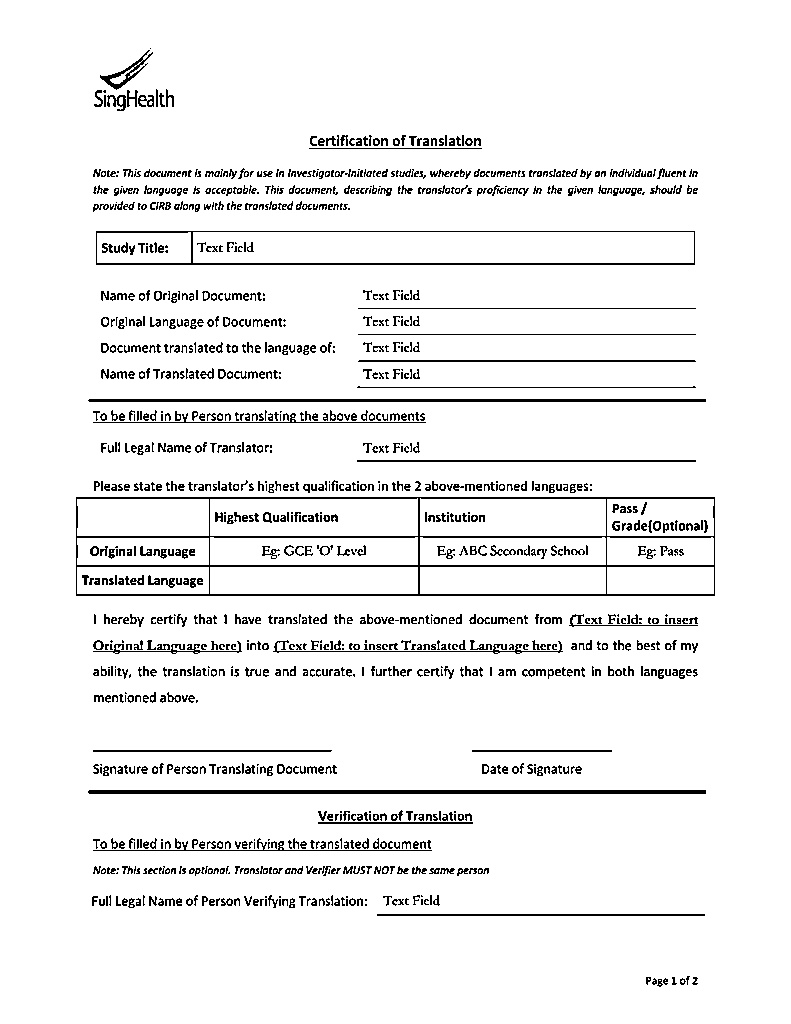 SingHealth
Certification of Translation
Note: This document is mainly for use in Investigator-Initiated studies, whereby documents translated by an individual fluent in
the given language is acceptable. This document, describing the translator's proficiency in the given language, should be
provided to CIRB along with the translated documents.
Study Title: Text Field
Name of Original Document: Text Field
Original Language of Document: Text Field
Document translated to the language of: Text Field
Name of Translated Document: Text Field
To be filled in by Person translating the above documents
Full Legal Name of Translator: Text Field
Please state the translator's highest qualification in the 2 above-mentioned languages:
Highest Qualification Institution Pass /
Grade(Optional)
Original Language Eg: GCE 'O' Level Eg: ABC Secondary School Eg: Pass
Translated Language
I hereby certify that I have translated the above-mentioned document from (Text Field: to insert
Original Language here) into (Text Field: to insert Translated Language here) and to the best of my
ability, the translation is true and accurate. I further certify that I am competent in both languages
mentioned above.
Signature of Person Translating Document Date of Signature
Verification of Translation
To be filled in by Person verifying the translated document
Note: This section is optional. Translator and Verifier MUST NOT be the same person
Full Legal Name of Person Verifying Translation: Text Field
Page 1 of 2